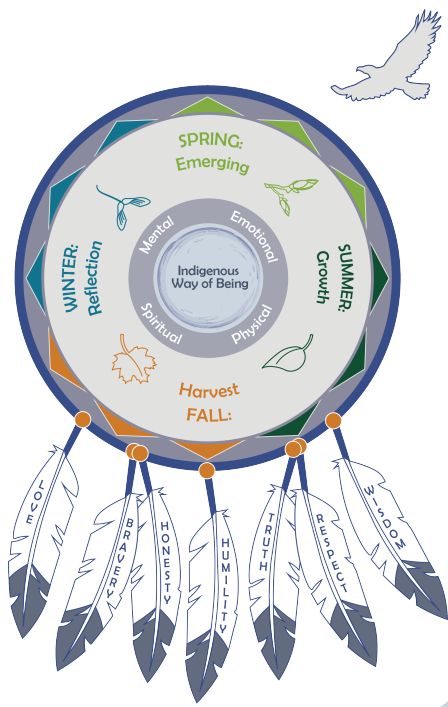 SPRING:
Emerging
SUMMER:
Growth
Harvest
FALL:
WINTER:
Reflection
Mental
Emotional
Spiritual
Physical
Indigenous
Way of Being
LOVE
BRAVERY
HONESTY
HUMILITY
TRUTH
RESPECT
WISDOM